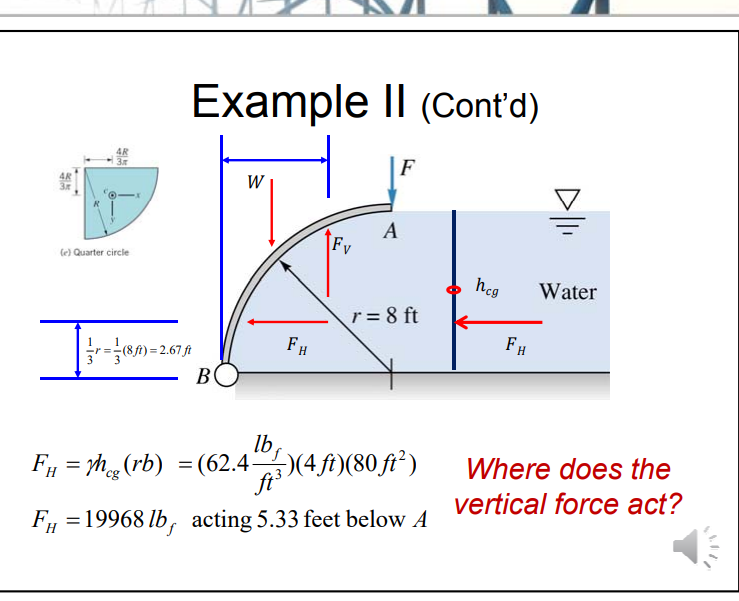 Example II (Cont'd)
4R
3π
4R
3π
c
x
R
y
(e) Quarter circle
W
F
A
F_V
h_cg
Water
r = 8 ft
F_H
F_H
1/3 r = 1/3 (8 ft) = 2.67 ft
B
F_H = γh_cg (rb) = (62.4 lb_f/ft³)(4 ft)(80 ft²)
F_H = 19968 lb_f acting 5.33 feet below A
Where does the
vertical force act?